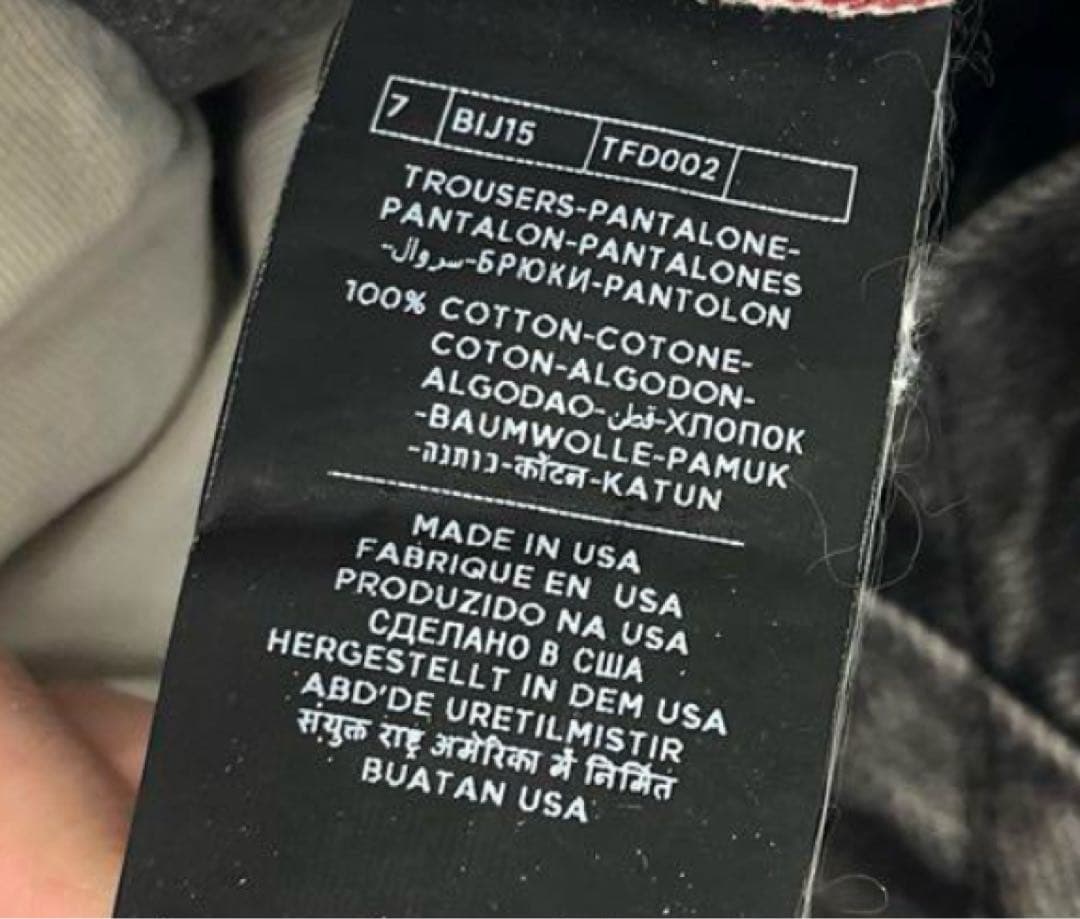 7 BIJ15 TFD002
TROUSERS-PANTALONE-
PANTALON-PANTALONES
-سروال-БРЮКИ-PANTOLON
100% COTTON-COTONE-
COTON-ALGODON-
ALGODAO-قطن-ХЛОПОК
-BAUMWOLLE-PAMUK
-כותנה-कॉटन-KATUN
MADE IN USA
FABRIQUE EN USA
PRODUZIDO NA USA
СДЕЛАНО В США
HERGESTELLT IN DEM USA
ABD'DE URETILMISTIR
संयुक्त राष्ट्र अमेरिका में निर्मित
BUATAN USA